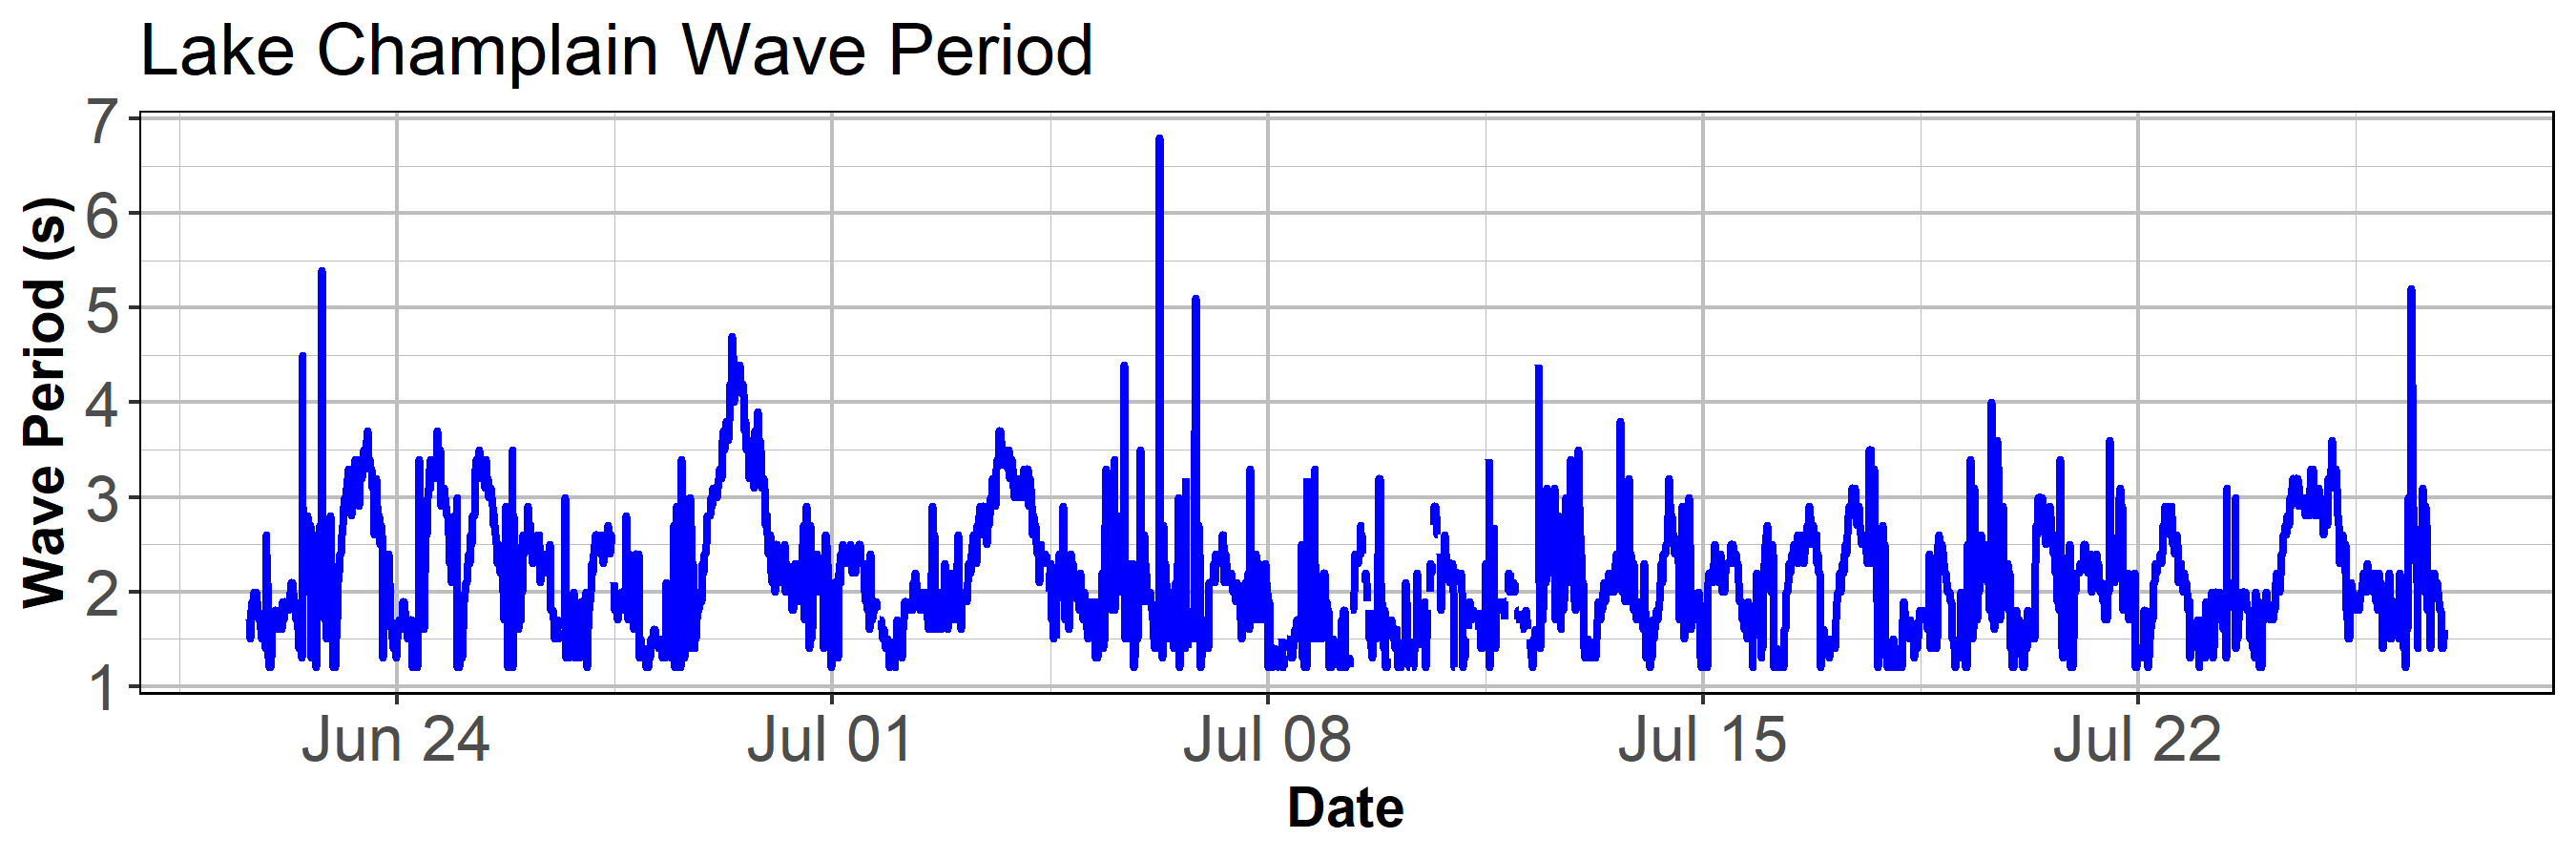 Lake Champlain Wave Period
Wave Period (s)
7
6
5
4
3
2
1
Jun 24
Jul 01
Jul 08
Jul 15
Jul 22
Date